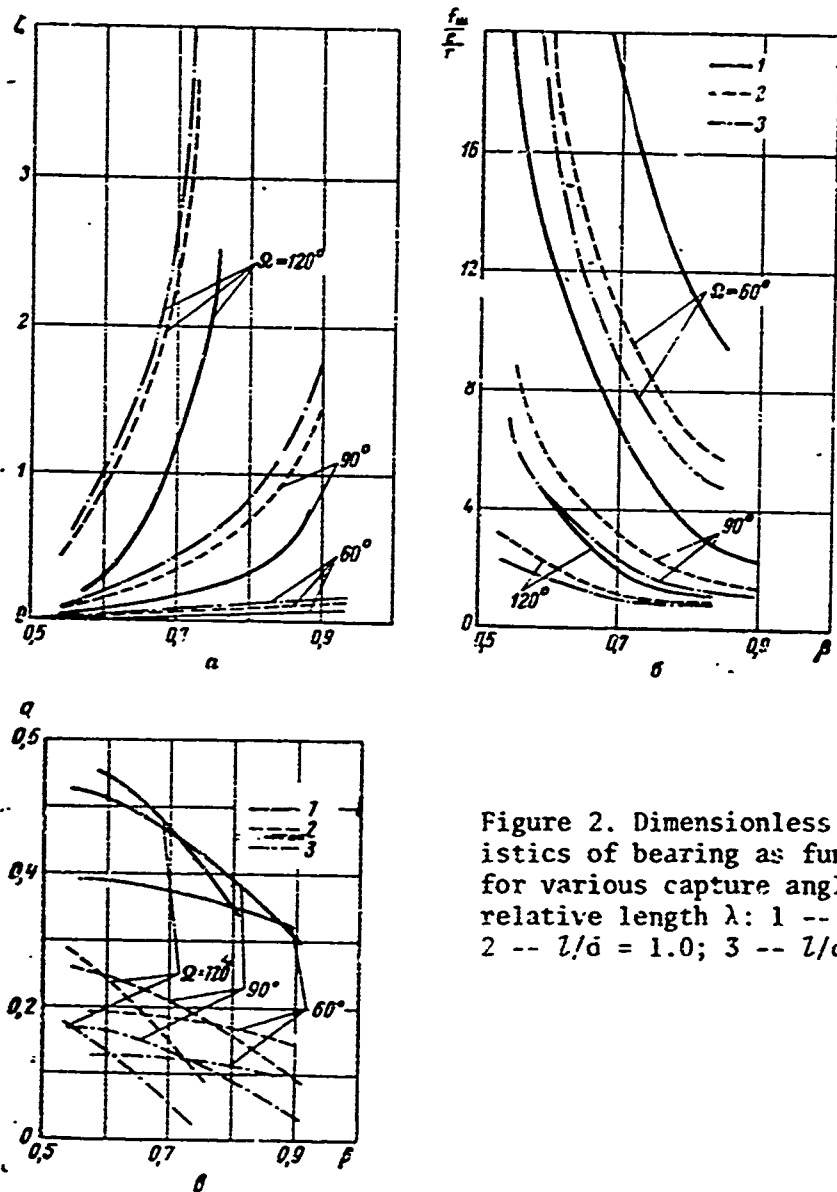 ζ
4
3
2
1
0
0,5
0,7
0,9
Ω=120°
90°
60°
а
fш
16
12
8
4
0
0,5
0,7
0,9
β
1
2
3
Ω=60°
90°
120°
б
q
0,6
0,4
0,2
0
0,5
0,7
0,9
β
1
2
3
Ω=120°
90°
60°
в
Figure 2. Dimensionless
istics of bearing as fun
for various capture angl
relative length λ: 1 --
2 -- l/d = 1.0; 3 -- l/d